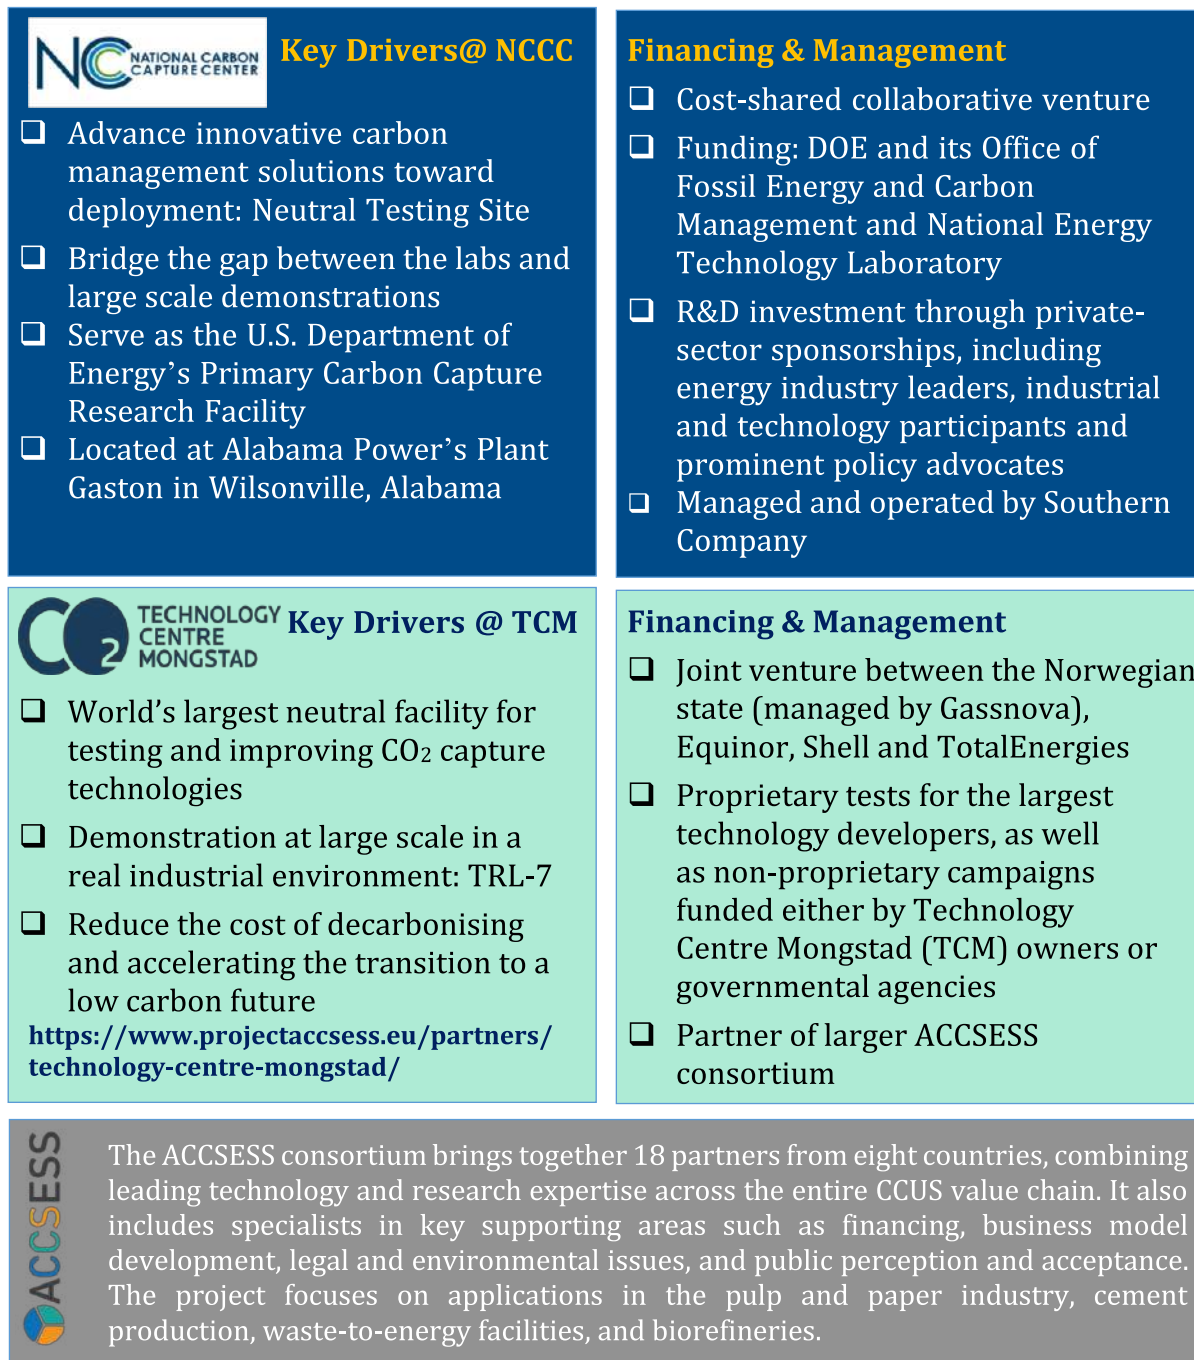 NCC NATIONAL CARBON
CAPTURE CENTER
Key Drivers@ NCCC
❑ Advance innovative carbon
management solutions toward
deployment: Neutral Testing Site
❑ Bridge the gap between the labs and
large scale demonstrations
❑ Serve as the U.S. Department of
Energy’s Primary Carbon Capture
Research Facility
❑ Located at Alabama Power’s Plant
Gaston in Wilsonville, Alabama
Financing & Management
❑ Cost-shared collaborative venture
❑ Funding: DOE and its Office of
Fossil Energy and Carbon
Management and National Energy
Technology Laboratory
❑ R&D investment through private-
sector sponsorships, including
energy industry leaders, industrial
and technology participants and
prominent policy advocates
❑ Managed and operated by Southern
Company
CO2 TECHNOLOGY
CENTRE
MONGSTAD
Key Drivers @ TCM
❑ World’s largest neutral facility for
testing and improving CO2 capture
technologies
❑ Demonstration at large scale in a
real industrial environment: TRL-7
❑ Reduce the cost of decarbonising
and accelerating the transition to a
low carbon future
https://www.projectaccsess.eu/partners/
technology-centre-mongstad/
Financing & Management
❑ Joint venture between the Norwegian
state (managed by Gassnova),
Equinor, Shell and TotalEnergies
❑ Proprietary tests for the largest
technology developers, as well
as non-proprietary campaigns
funded either by Technology
Centre Mongstad (TCM) owners or
governmental agencies
❑ Partner of larger ACCSESS
consortium
ACCSESS
The ACCSESS consortium brings together 18 partners from eight countries, combining
leading technology and research expertise across the entire CCUS value chain. It also
includes specialists in key supporting areas such as financing, business model
development, legal and environmental issues, and public perception and acceptance.
The project focuses on applications in the pulp and paper industry, cement
production, waste-to-energy facilities, and biorefineries.